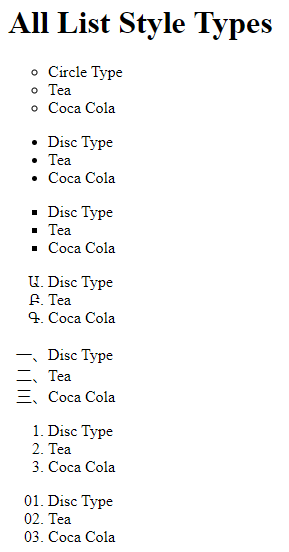 All List Style Types
◦ Circle Type
◦ Tea
◦ Coca Cola
• Disc Type
• Tea
• Coca Cola
▪ Disc Type
▪ Tea
▪ Coca Cola
Ա. Disc Type
Բ. Tea
Գ. Coca Cola
一、Disc Type
二、Tea
三、Coca Cola
1. Disc Type
2. Tea
3. Coca Cola
01. Disc Type
02. Tea
03. Coca Cola